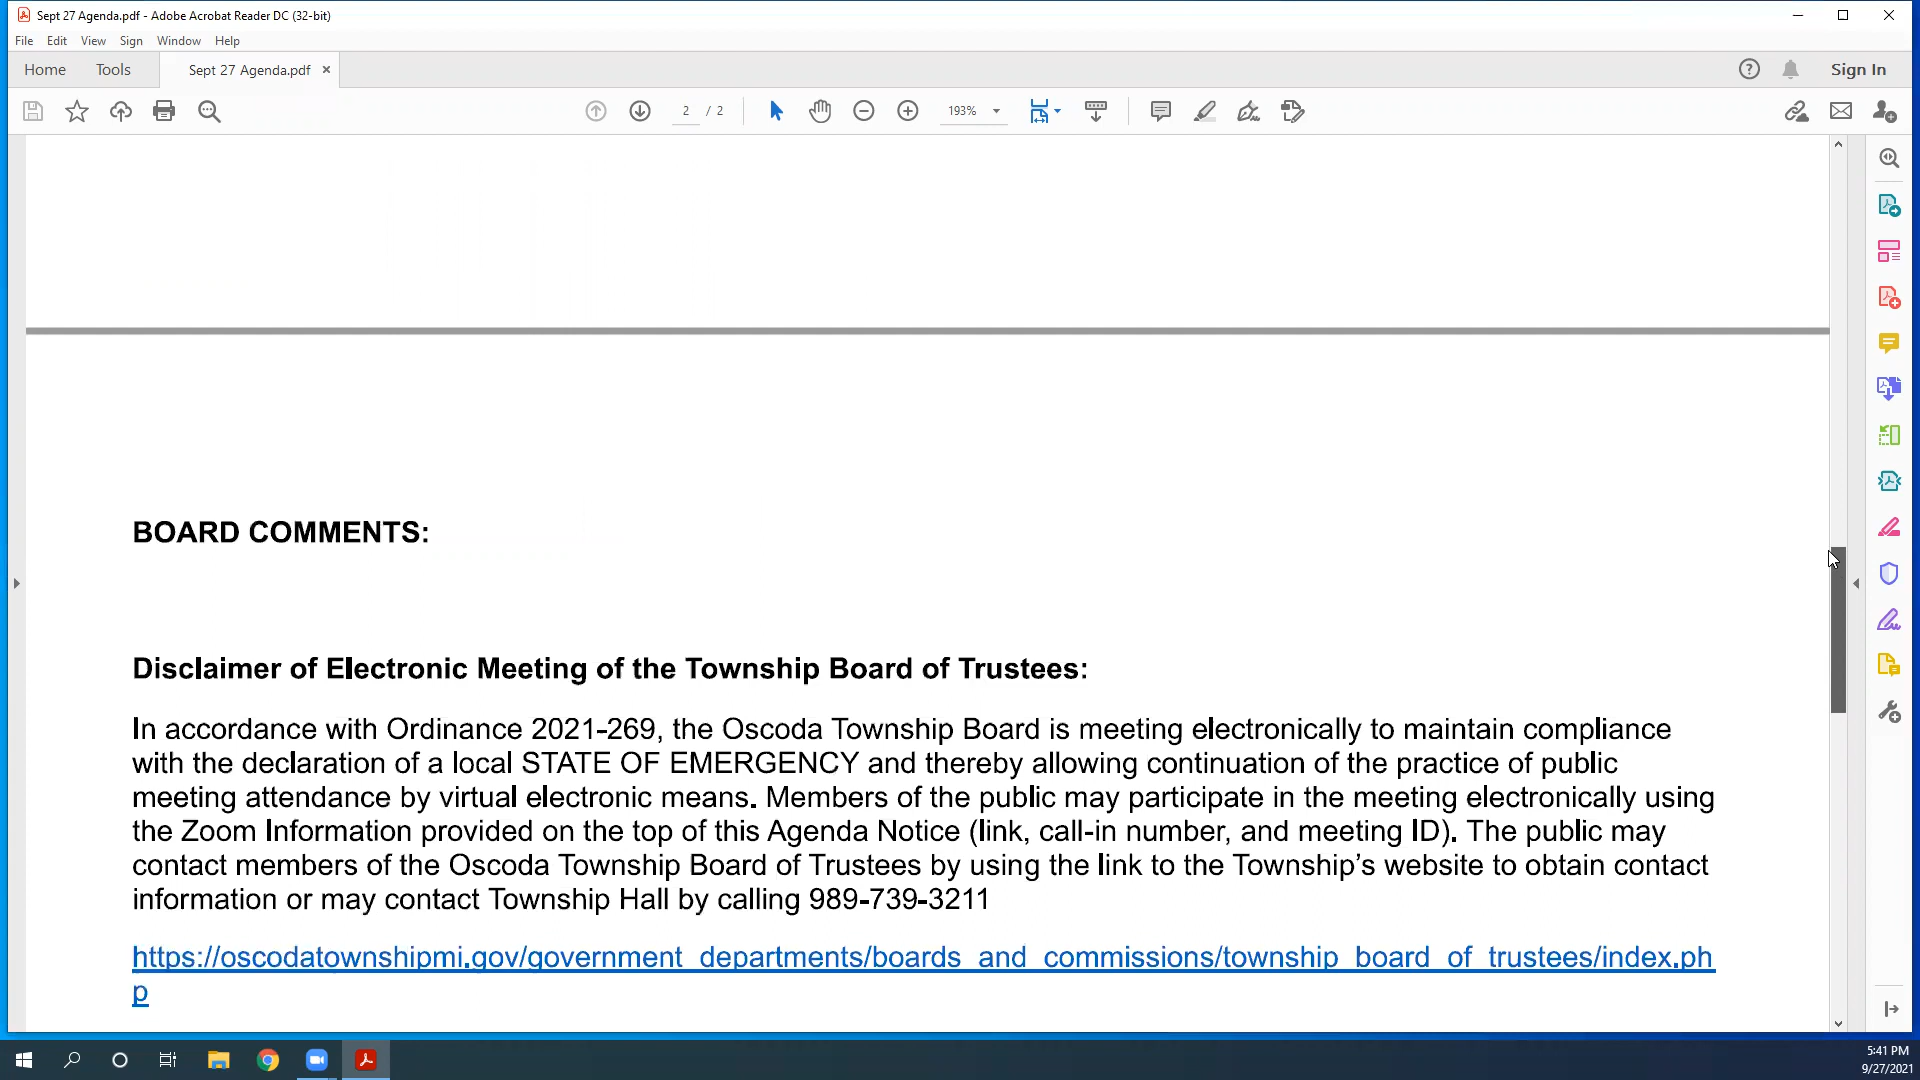 Sept 27 Agenda.pdf - Adobe Acrobat Reader DC (32-bit)
File Edit View Sign Window Help
Home Tools Sept 27 Agenda.pdf × Sign In
2 / 2 193%
BOARD COMMENTS:
Disclaimer of Electronic Meeting of the Township Board of Trustees:
In accordance with Ordinance 2021-269, the Oscoda Township Board is meeting electronically to maintain compliance
with the declaration of a local STATE OF EMERGENCY and thereby allowing continuation of the practice of public
meeting attendance by virtual electronic means. Members of the public may participate in the meeting electronically using
the Zoom Information provided on the top of this Agenda Notice (link, call-in number, and meeting ID). The public may
contact members of the Oscoda Township Board of Trustees by using the link to the Township’s website to obtain contact
information or may contact Township Hall by calling 989-739-3211
https://oscodatownshipmi.gov/government_departments/boards_and_commissions/township_board_of_trustees/index.ph
p
5:41 PM
9/27/2021